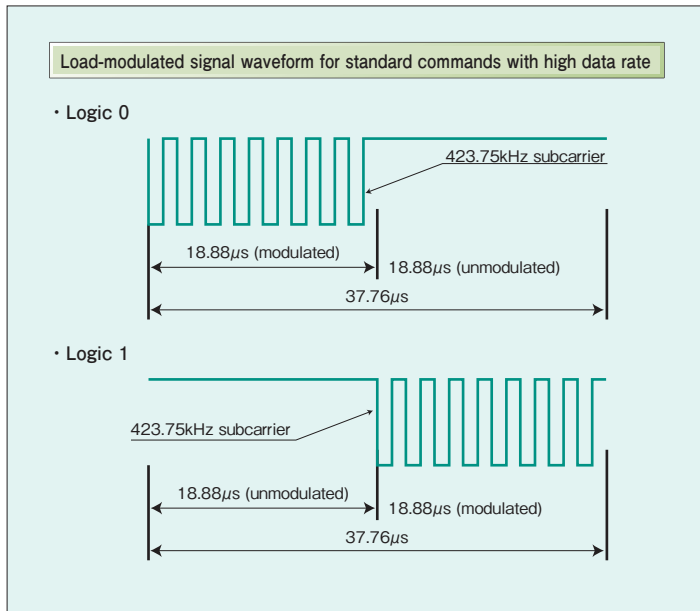 Load-modulated signal waveform for standard commands with high data rate
・Logic 0
423.75kHz subcarrier
18.88μs (modulated)
18.88μs (unmodulated)
37.76μs
・Logic 1
423.75kHz subcarrier
18.88μs (unmodulated)
18.88μs (modulated)
37.76μs